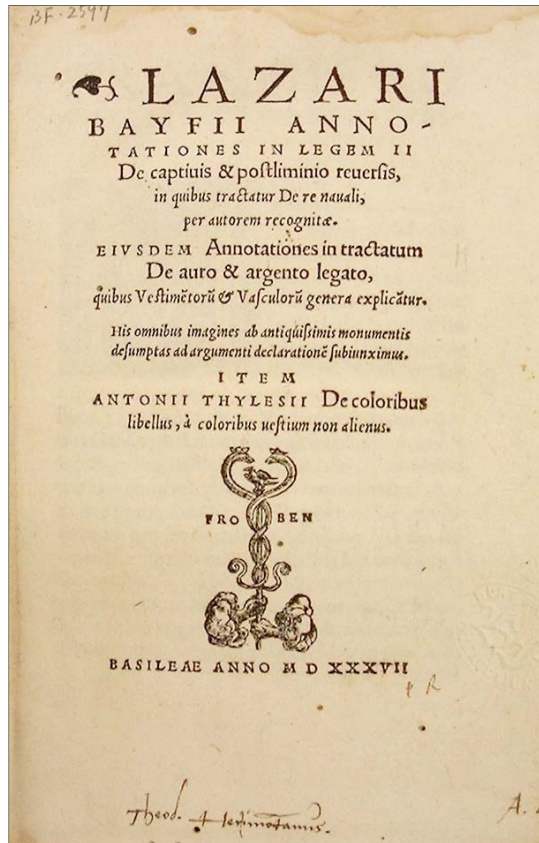 BF-2597
LAZARI
BAYFII ANNO-
TATIONES IN LEGEM II
De captiuis & postliminio reuersis,
in quibus tractatur De re nauali,
per autorem recognitæ.
EIVSDEM Annotationes in tractatum
De auro & argento legato,
quibus Vestimētorū & Vasculorū genera explicātur.
His omnibus imagines ab antiquissimis monumentis
desumptas ad argumenti declarationē subiunximus.
ITEM
ANTONII THYLESII De coloribus
libellus, à coloribus uestium non alienus.
FRO BEN
BASILEAE ANNO M D XXXVII
R
Theod.
A.